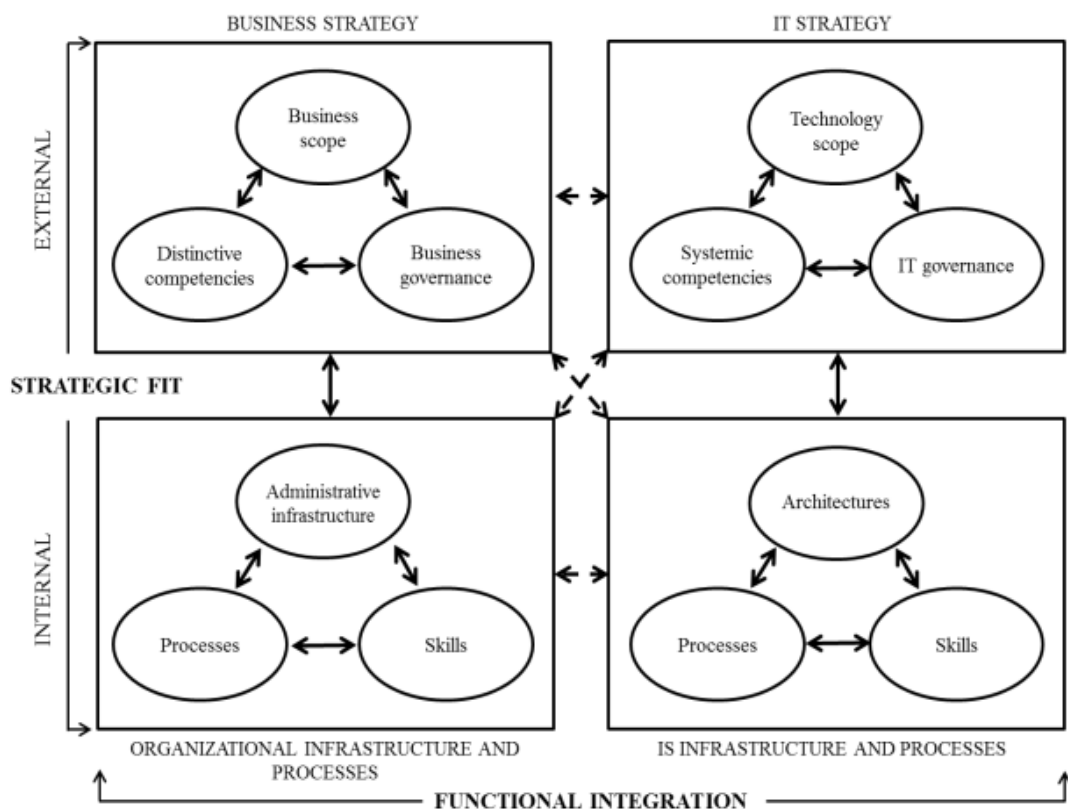 BUSINESS STRATEGY
IT STRATEGY
EXTERNAL
Business
scope
Distinctive
competencies
Business
governance
Technology
scope
Systemic
competencies
IT governance
STRATEGIC FIT
INTERNAL
Administrative
infrastructure
Processes
Skills
Architectures
Processes
Skills
ORGANIZATIONAL INFRASTRUCTURE AND
PROCESSES
IS INFRASTRUCTURE AND PROCESSES
FUNCTIONAL INTEGRATION